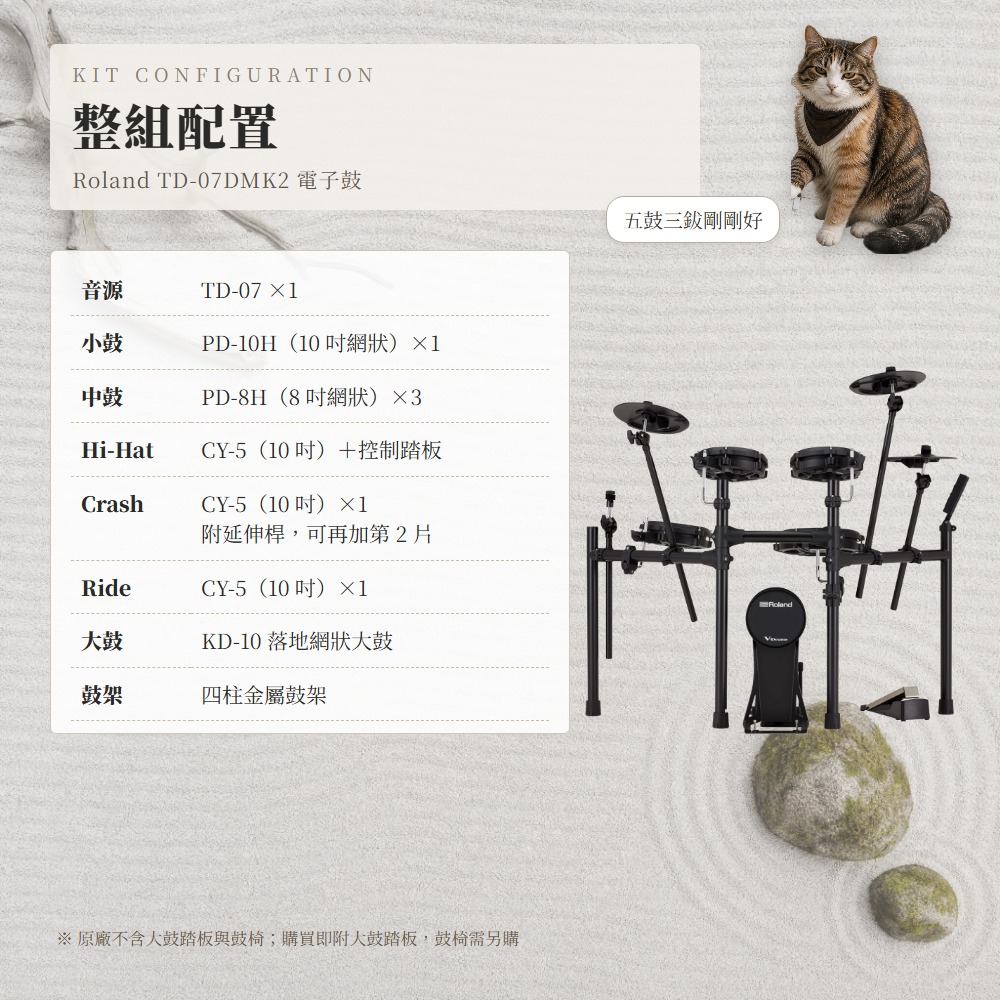 KIT CONFIGURATION
整組配置
Roland TD-07DMK2 電子鼓
五鼓三鈸剛剛好
音源 TD-07 ×1
小鼓 PD-10H（10 吋網狀）×1
中鼓 PD-8H（8 吋網狀）×3
Hi-Hat CY-5（10 吋）＋控制踏板
Crash CY-5（10 吋）×1
附延伸桿，可再加第 2 片
Ride CY-5（10 吋）×1
大鼓 KD-10 落地網狀大鼓
鼓架 四柱金屬鼓架
Roland
V-Drums
※ 原廠不含大鼓踏板與鼓椅；購買即附大鼓踏板，鼓椅需另購